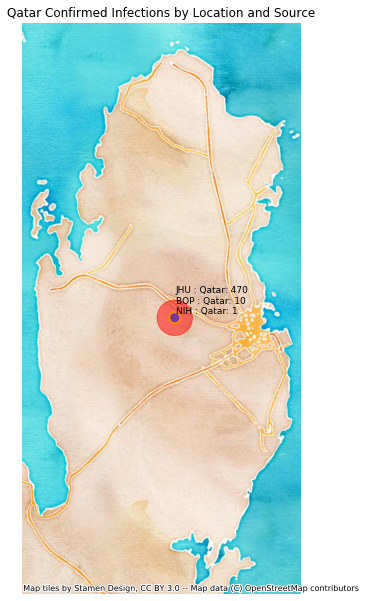 Qatar Confirmed Infections by Location and Source
JHU : Qatar: 470
BOP : Qatar: 10
NIH : Qatar: 1
Map tiles by Stamen Design, CC BY 3.0 -- Map data (C) OpenStreetMap contributors